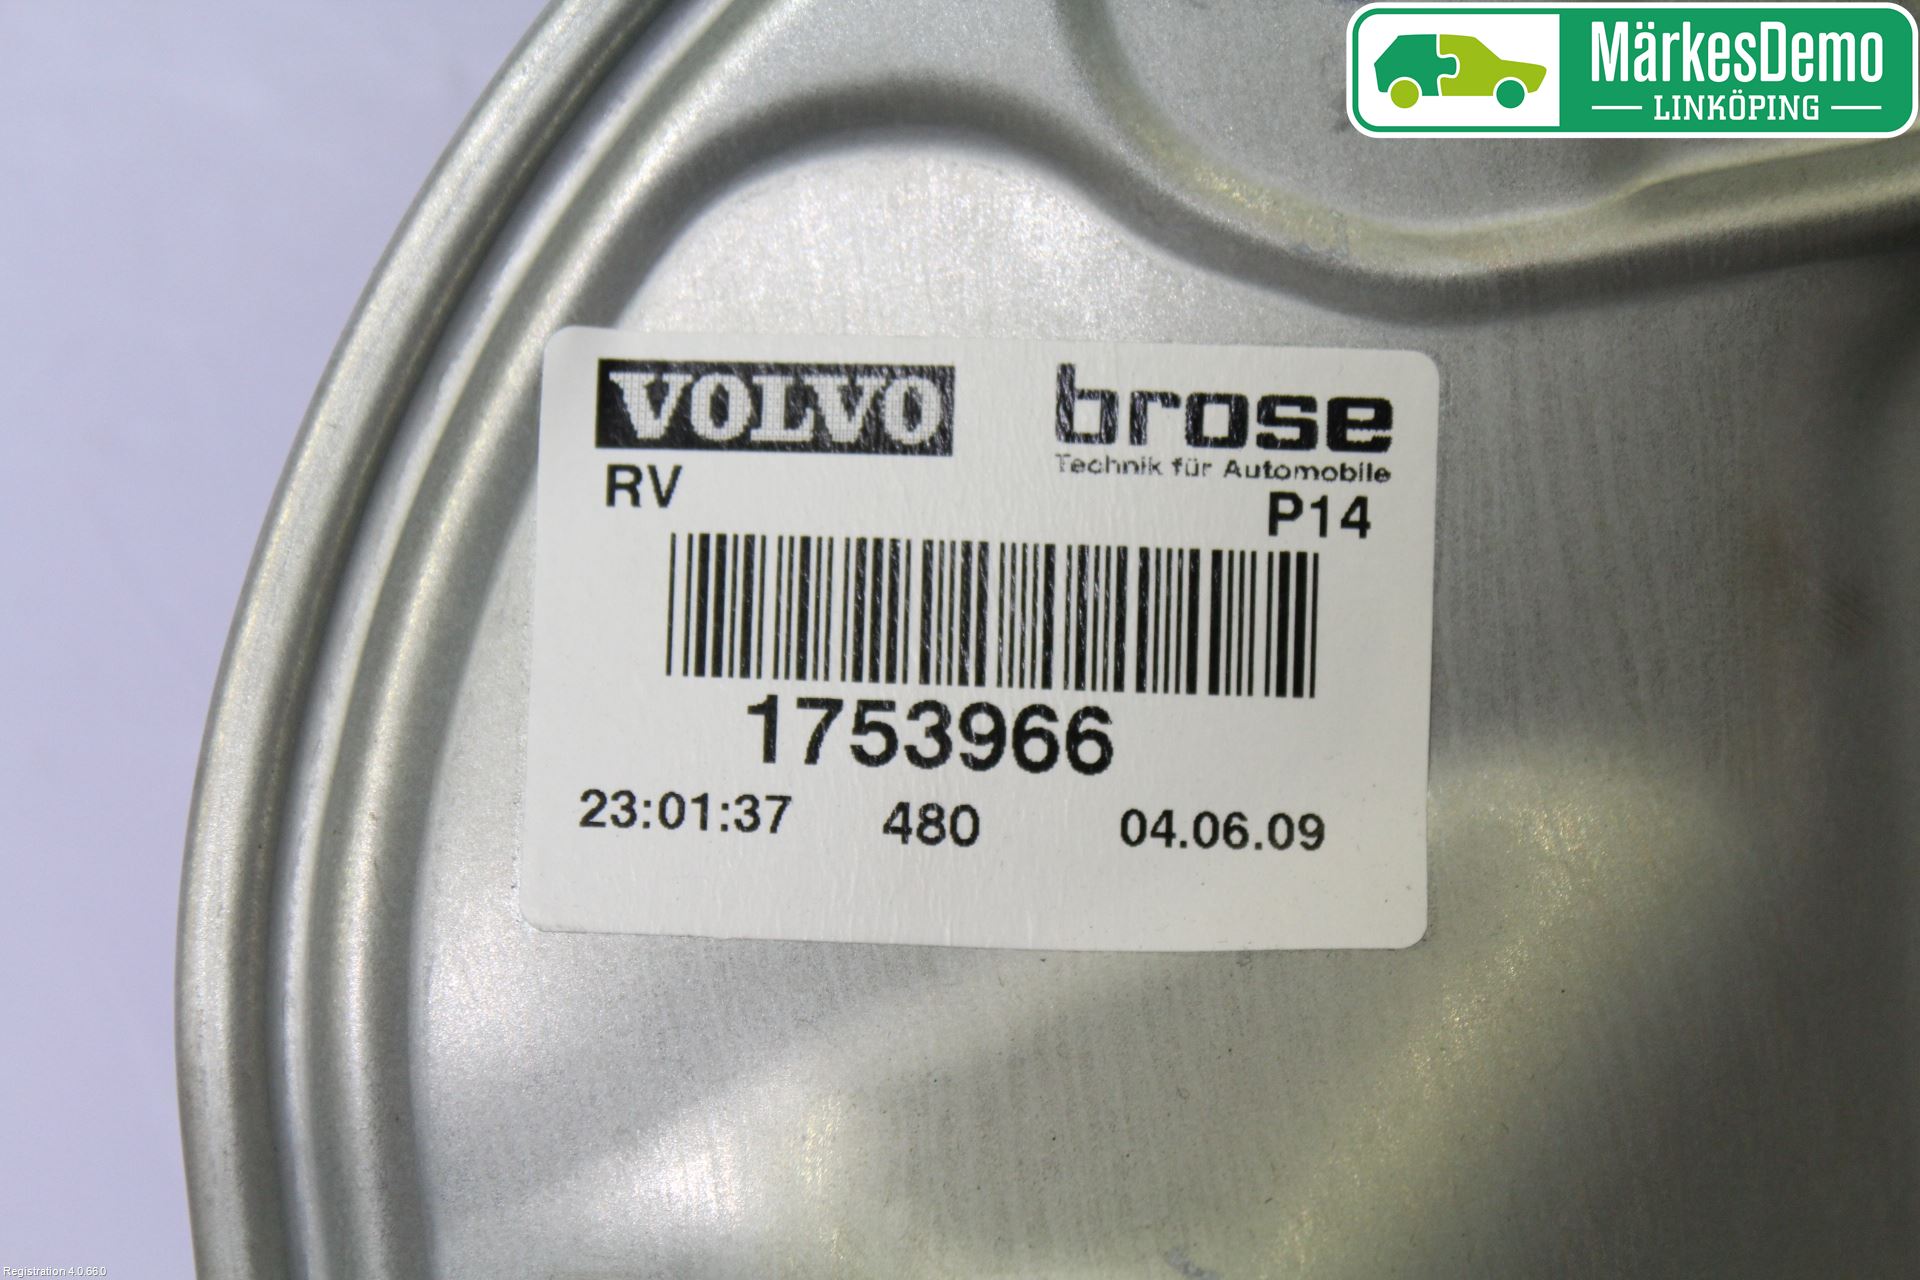 MärkesDemo
LINKÖPING
VOLVO
brose
Technik für Automobile
RV
P14
1753966
23:01:37 480 04.06.09
Registration 4.0.66.0